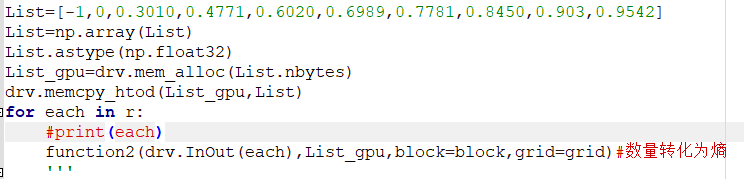 List=[-1,0,0.3010,0.4771,0.6020,0.6989,0.7781,0.8450,0.903,0.9542]
List=np.array(List)
List.astype(np.float32)
List_gpu=drv.mem_alloc(List.nbytes)
drv.memcpy_htod(List_gpu,List)
for each in r:
    #print(each)
    function2(drv.InOut(each),List_gpu,block=block,grid=grid)#数量转化为熵
    '''